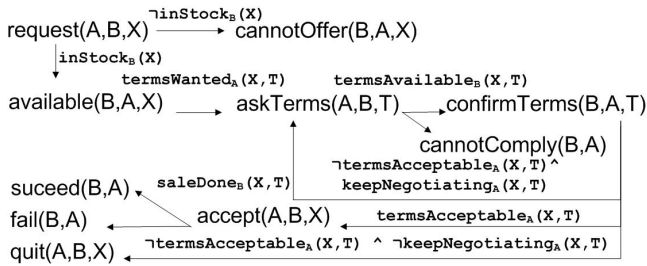 ¬inStock_B(X)
request(A,B,X) cannotOffer(B,A,X)
inStock_B(X)
termsWanted_A(X,T) termsAvailable_B(X,T)
available(B,A,X) askTerms(A,B,T) confirmTerms(B,A,T)
cannotComply(B,A)
¬termsAcceptable_A(X,T)^
saleDone_B(X,T) keepNegotiating_A(X,T)
suceed(B,A)
fail(B,A) accept(A,B,X) termsAcceptable_A(X,T)
quit(A,B,X) ¬termsAcceptable_A(X,T) ^ ¬keepNegotiating_A(X,T)